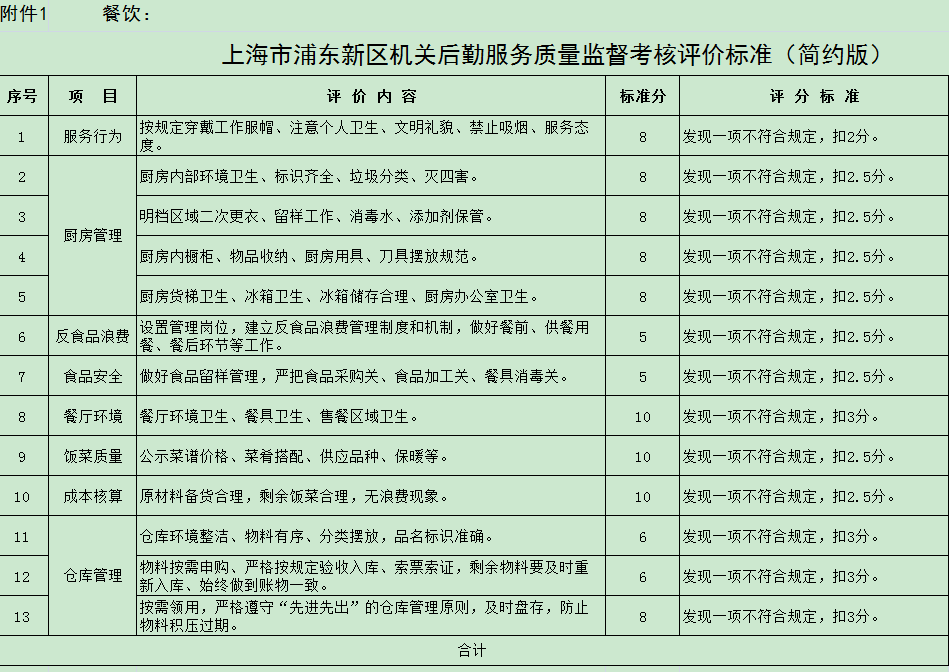 附件1 餐饮：
上海市浦东新区机关后勤服务质量监督考核评价标准（简约版）
序号 项 目 评 价 内 容 标准分 评 分 标 准
1 服务行为 按规定穿戴工作服帽、注意个人卫生、文明礼貌、禁止吸烟、服务态
度。 8 发现一项不符合规定，扣2分。
2 厨房内部环境卫生、标识齐全、垃圾分类、灭四害。 8 发现一项不符合规定，扣2.5分。
3 明档区域二次更衣、留样工作、消毒水、添加剂保管。 8 发现一项不符合规定，扣2.5分。
厨房管理
4 厨房内橱柜、物品收纳、厨房用具、刀具摆放规范。 8 发现一项不符合规定，扣2.5分。
5 厨房货梯卫生、冰箱卫生、冰箱储存合理、厨房办公室卫生。 8 发现一项不符合规定，扣2.5分。
6 反食品浪费 设置管理岗位，建立反食品浪费管理制度和机制，做好餐前、供餐用
餐、餐后环节等工作。 5 发现一项不符合规定，扣2.5分。
7 食品安全 做好食品留样管理，严把食品采购关、食品加工关、餐具消毒关。 5 发现一项不符合规定，扣2.5分。
8 餐厅环境 餐厅环境卫生、餐具卫生、售餐区域卫生。 10 发现一项不符合规定，扣3分。
9 饭菜质量 公示菜谱价格、菜肴搭配、供应品种、保暖等。 10 发现一项不符合规定，扣2.5分。
10 成本核算 原材料备货合理，剩余饭菜合理，无浪费现象。 10 发现一项不符合规定，扣2.5分。
11 仓库环境整洁、物料有序、分类摆放，品名标识准确。 6 发现一项不符合规定，扣3分。
12 仓库管理 物料按需申购、严格按规定验收入库、索票索证，剩余物料要及时重
新入库、始终做到账物一致。 6 发现一项不符合规定，扣3分。
13 按需领用，严格遵守“先进先出”的仓库管理原则，及时盘存，防止
物料积压过期。 8 发现一项不符合规定，扣3分。
合计